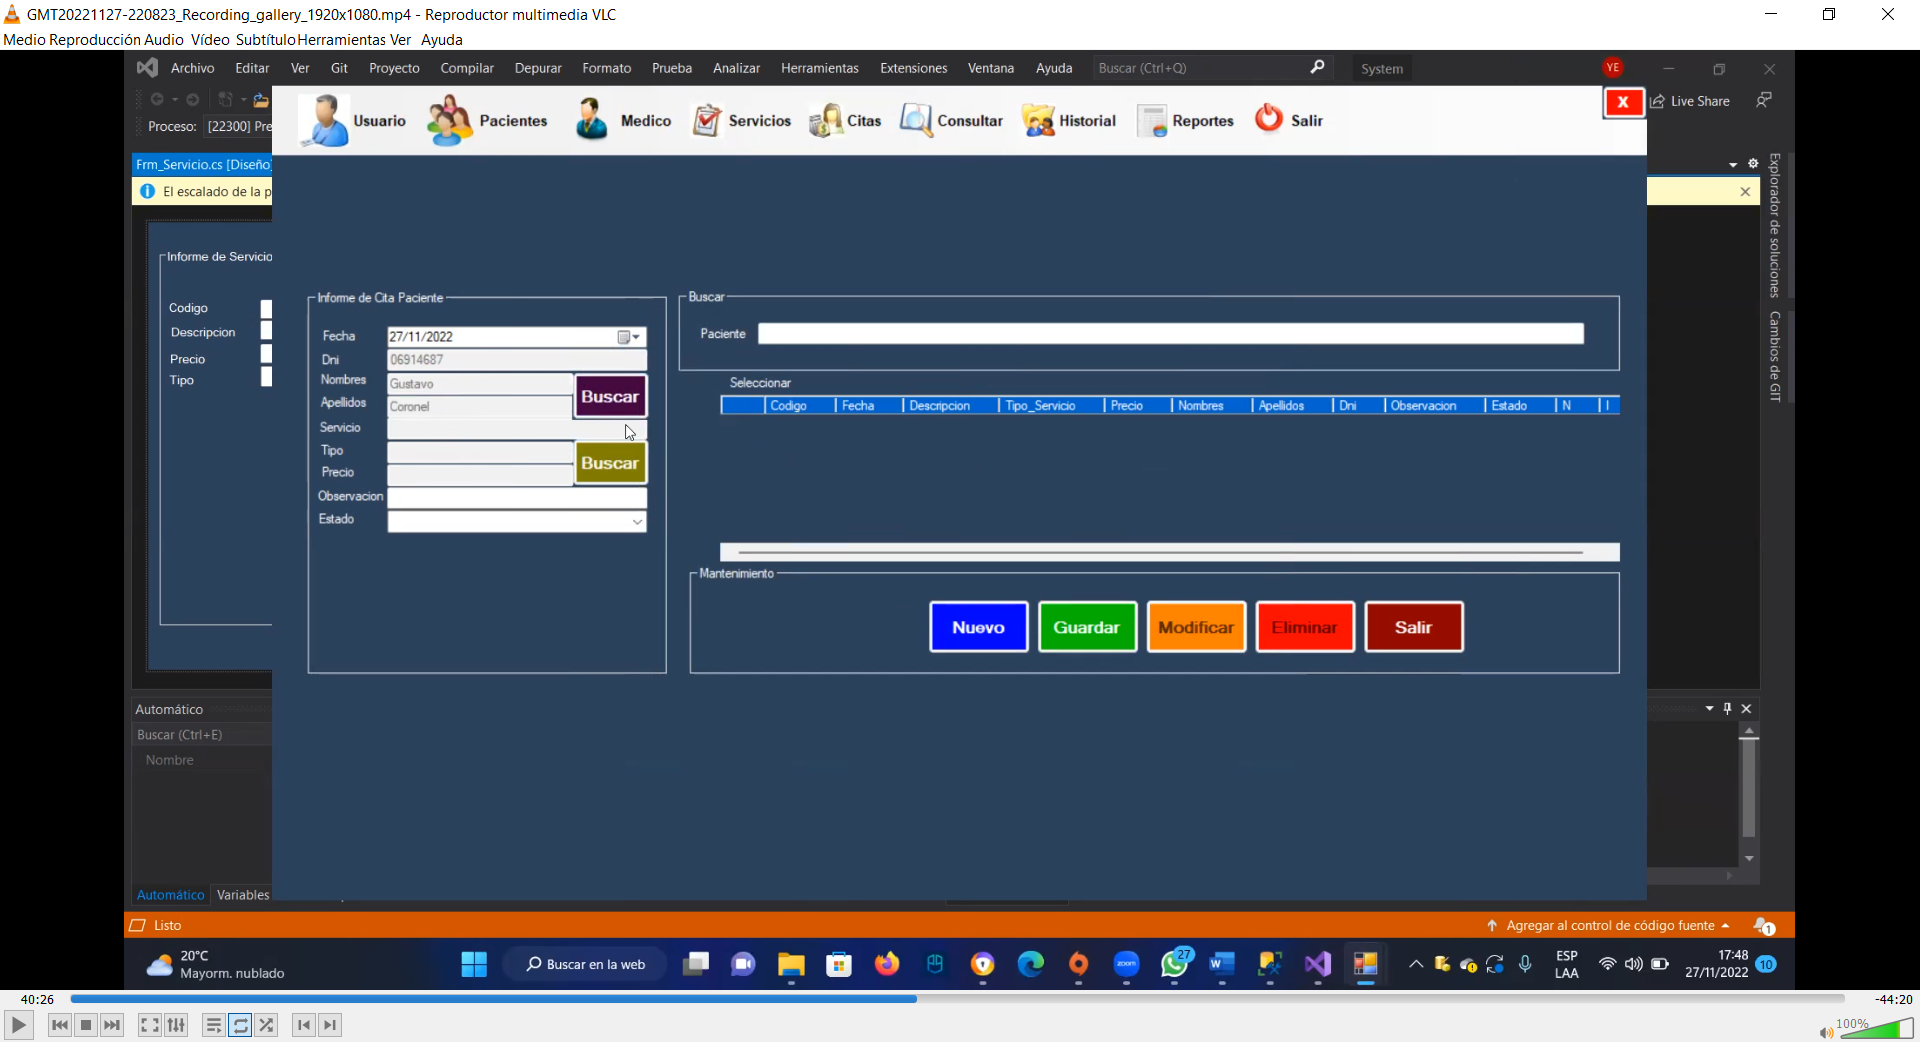 GMT20221127-220823_Recording_gallery_1920x1080.mp4 - Reproductor multimedia VLC
Medio Reproducción Audio Vídeo Subtítulo Herramientas Ver Ayuda
Archivo Editar Ver Git Proyecto Compilar Depurar Formato Prueba Analizar Herramientas Extensiones Ventana Ayuda Buscar (Ctrl+Q) System YE
Live Share
Proceso: [22300] Pre
Usuario Pacientes Medico Servicios Citas Consultar Historial Reportes Salir X
Frm_Servicio.cs [Diseño]
El escalado de la p
Explorador de soluciones
Cambios de GIT
Informe de Servicio
Codigo
Descripcion
Precio
Tipo
Informe de Cita Paciente
Fecha 27/11/2022
Dni 06914687
Nombres Gustavo
Apellidos Coronel
Buscar
Servicio
Tipo
Precio
Buscar
Observacion
Estado
Buscar
Paciente
Seleccionar
Codigo Fecha Descripcion Tipo_Servicio Precio Nombres Apellidos Dni Observacion Estado N I
Mantenimiento
Nuevo Guardar Modificar Eliminar Salir
Automático
Buscar (Ctrl+E)
Nombre
Automático Variables
Listo
Agregar al control de código fuente 1
20°C
Mayorm. nublado
Buscar en la web
zoom
27
ESP
LAA
17:48
27/11/2022
10
40:26
-44:20
100%